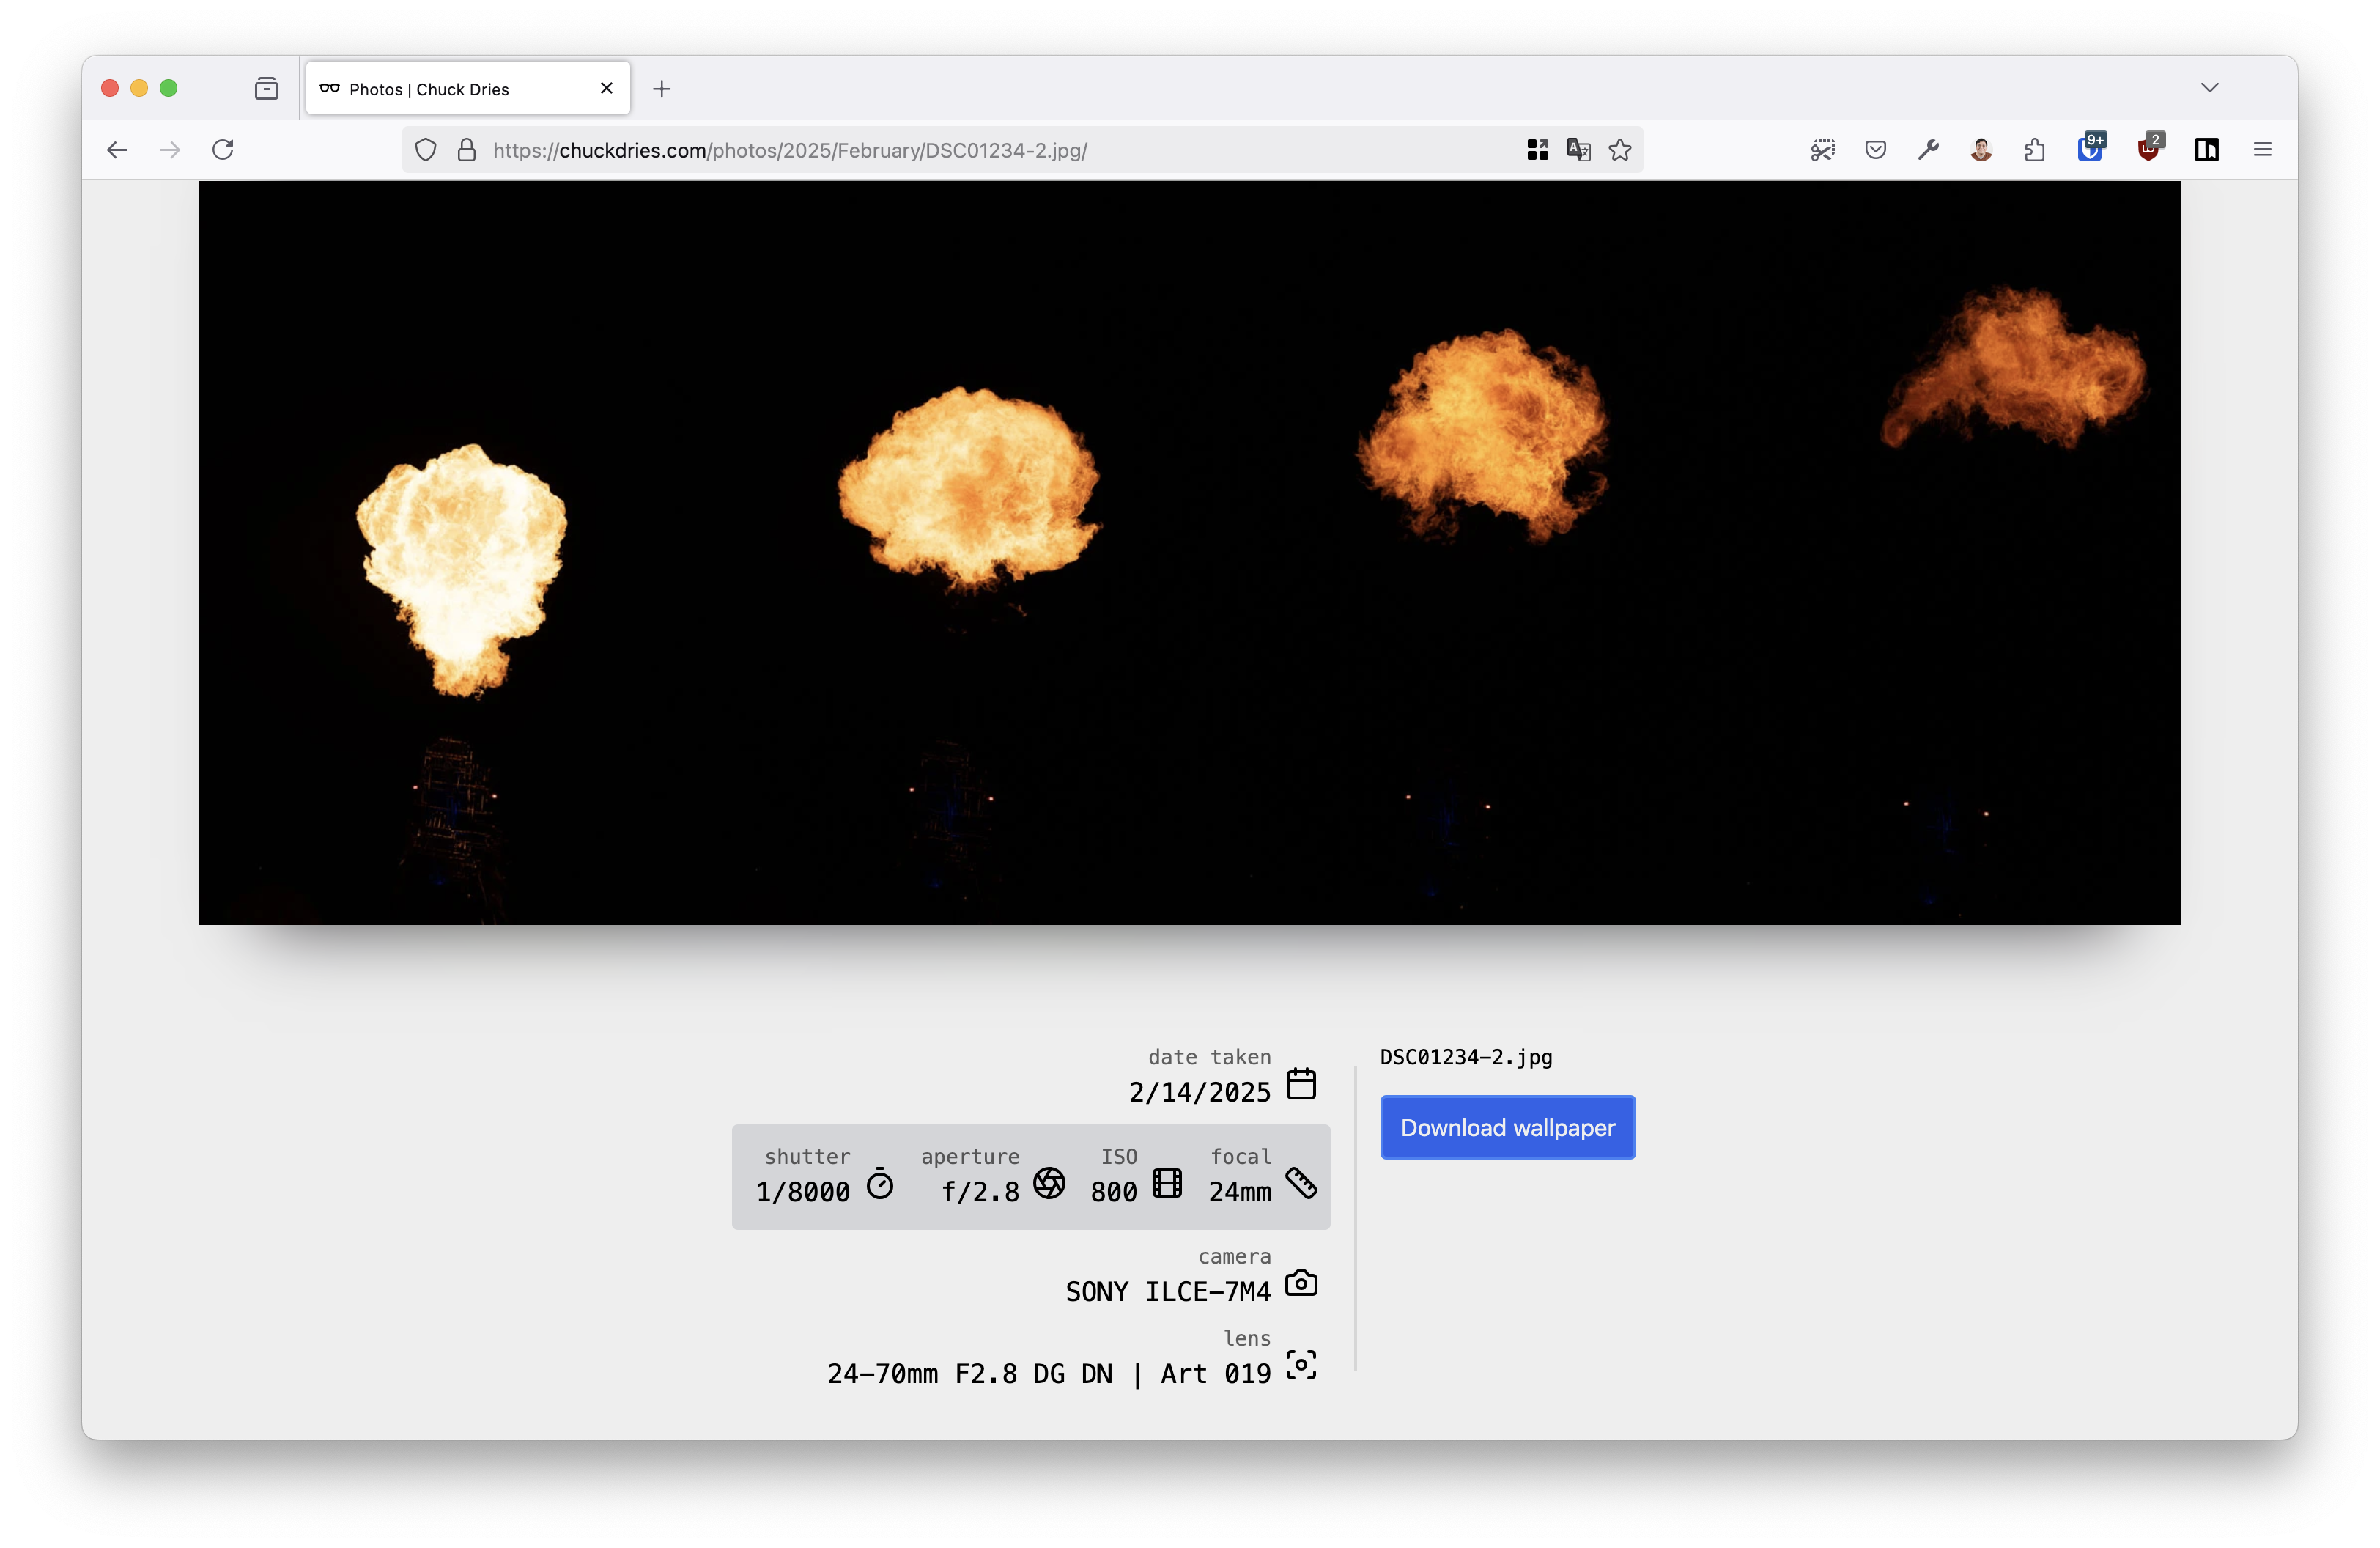 Photos | Chuck Dries
https://chuckdries.com/photos/2025/February/DSC01234-2.jpg/
9+
2
date taken
2/14/2025
shutter
1/8000
aperture
f/2.8
ISO
800
focal
24mm
camera
SONY ILCE-7M4
lens
24-70mm F2.8 DG DN | Art 019
DSC01234-2.jpg
Download wallpaper